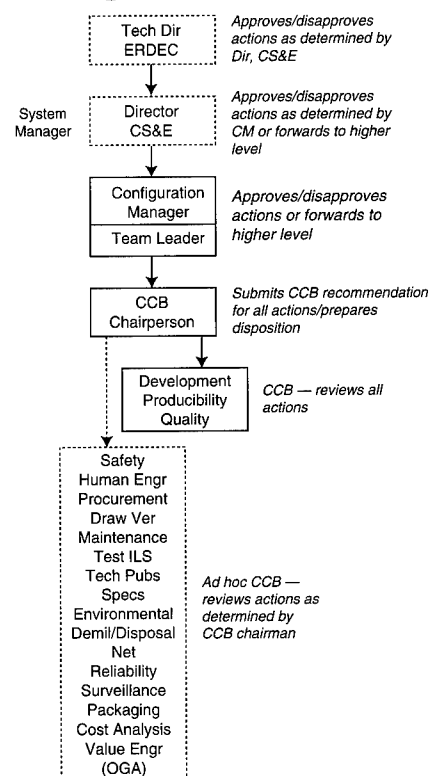 Tech Dir
ERDEC
Approves/disapproves
actions as determined by
Dir, CS&E
System
Manager
Director
CS&E
Approves/disapproves
actions as determined by
CM or forwards to higher
level
Configuration
Manager
Team Leader
Approves/disapproves
actions or forwards to
higher level
CCB
Chairperson
Submits CCB recommendation
for all actions/prepares
disposition
Development
Producibility
Quality
CCB — reviews all
actions
Safety
Human Engr
Procurement
Draw Ver
Maintenance
Test ILS
Tech Pubs
Specs
Environmental
Demil/Disposal
Net
Reliability
Surveillance
Packaging
Cost Analysis
Value Engr
(OGA)
Ad hoc CCB —
reviews actions as
determined by
CCB chairman